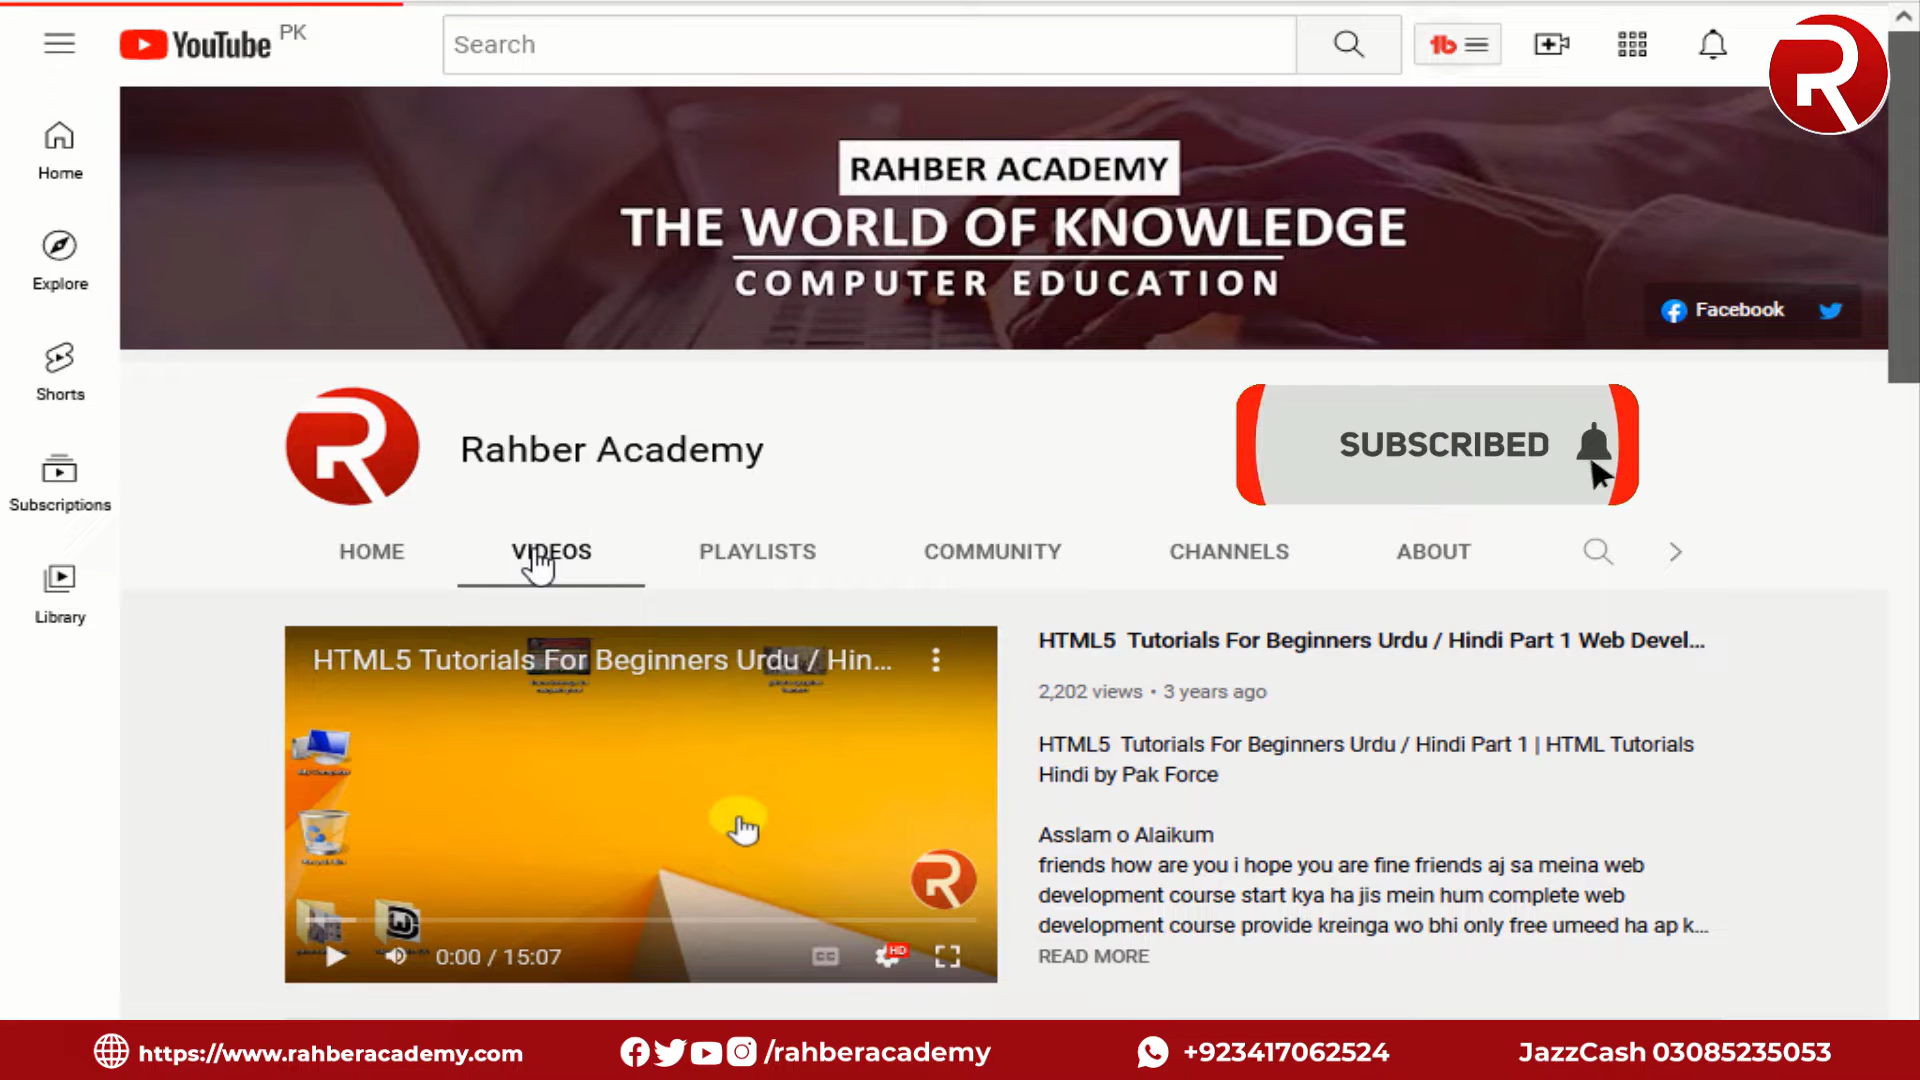 YouTube PK
Search
Home
Explore
Shorts
Subscriptions
Library
RAHBER ACADEMY
THE WORLD OF KNOWLEDGE
COMPUTER EDUCATION
Facebook
Rahber Academy
SUBSCRIBED
HOME VIDEOS PLAYLISTS COMMUNITY CHANNELS ABOUT
HTML5 Tutorials For Beginners Urdu / Hin...
0:00 / 15:07
CC
HD
HTML5 Tutorials For Beginners Urdu / Hindi Part 1 Web Devel...
2,202 views • 3 years ago
HTML5 Tutorials For Beginners Urdu / Hindi Part 1 | HTML Tutorials
Hindi by Pak Force
Asslam o Alaikum
friends how are you i hope you are fine friends aj sa meina web
development course start kya ha jis mein hum complete web
development course provide kreinga wo bhi only free umeed ha ap k...
READ MORE
https://www.rahberacademy.com
/rahberacademy
+923417062524
JazzCash 03085235053